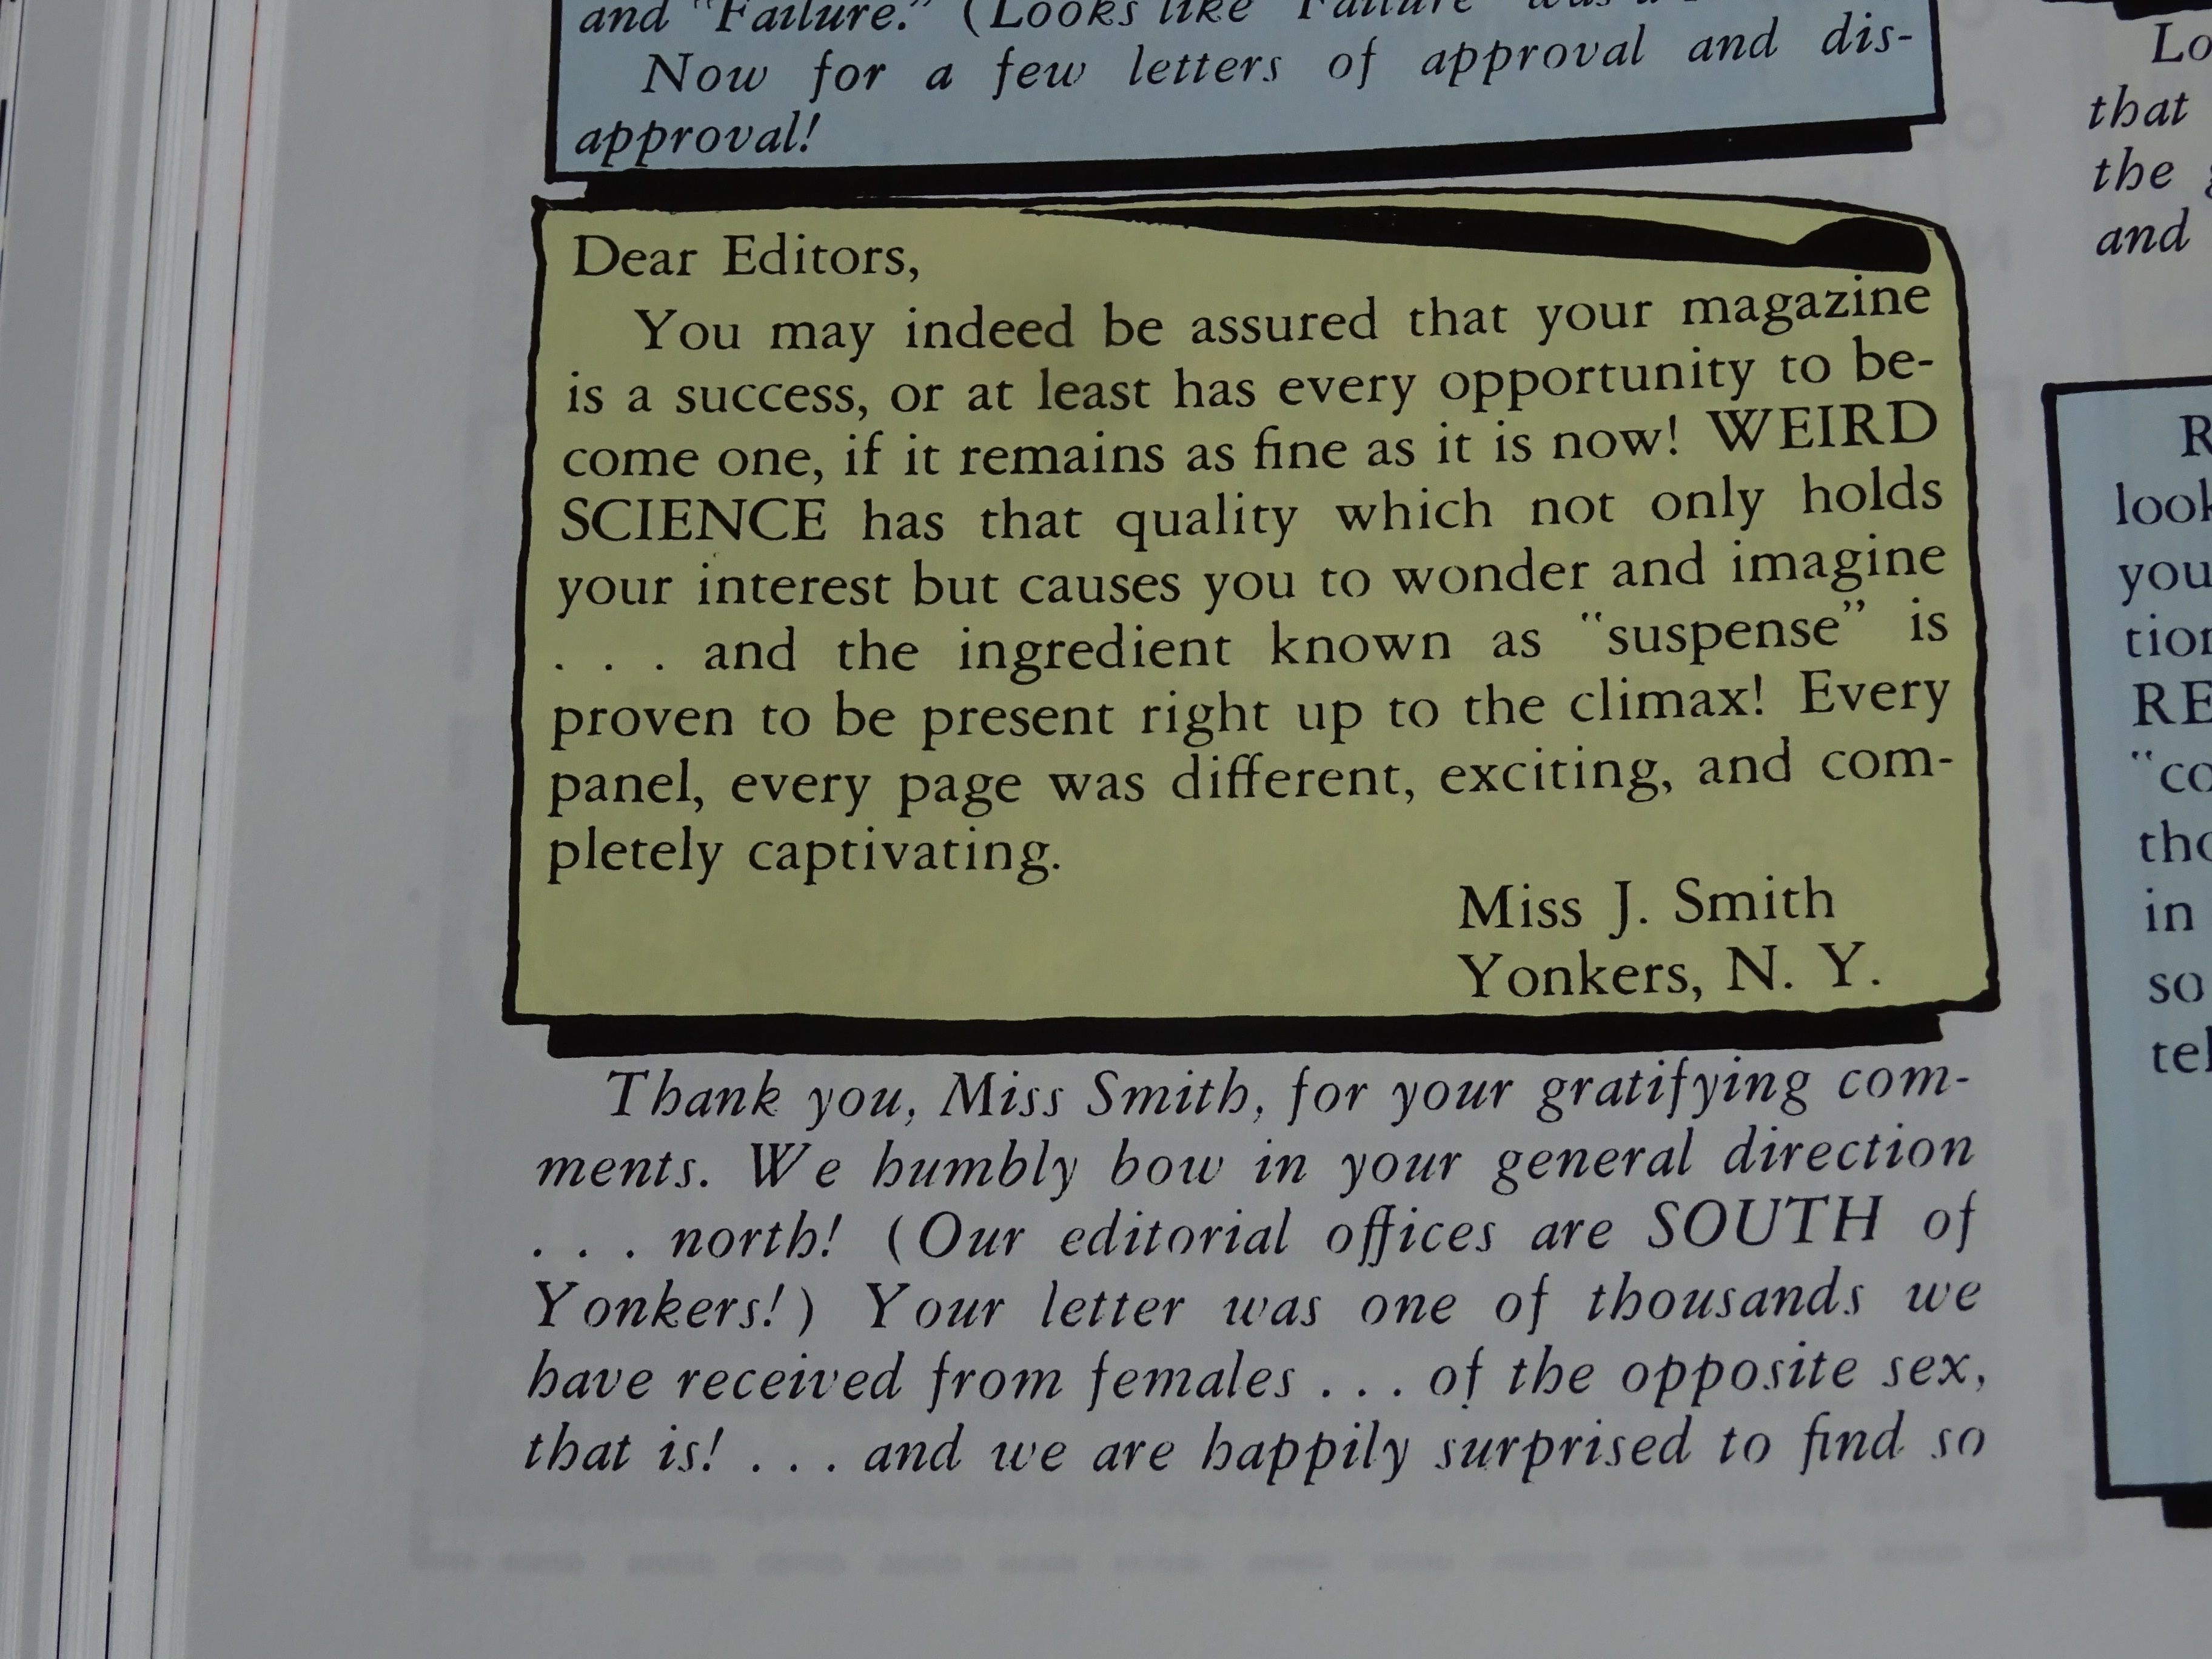 and "Failure." (Looks like "Failure" was a
Now for a few letters of approval and dis-
approval!
Dear Editors,
You may indeed be assured that your magazine
is a success, or at least has every opportunity to be-
come one, if it remains as fine as it is now! WEIRD
SCIENCE has that quality which not only holds
your interest but causes you to wonder and imagine
. . . and the ingredient known as "suspense" is
proven to be present right up to the climax! Every
panel, every page was different, exciting, and com-
pletely captivating.
Miss J. Smith
Yonkers, N. Y.
Thank you, Miss Smith, for your gratifying com-
ments. We humbly bow in your general direction
. . . north! (Our editorial offices are SOUTH of
Yonkers!) Your letter was one of thousands we
have received from females . . . of the opposite sex,
that is! . . . and we are happily surprised to find so
that
the
and
in
so